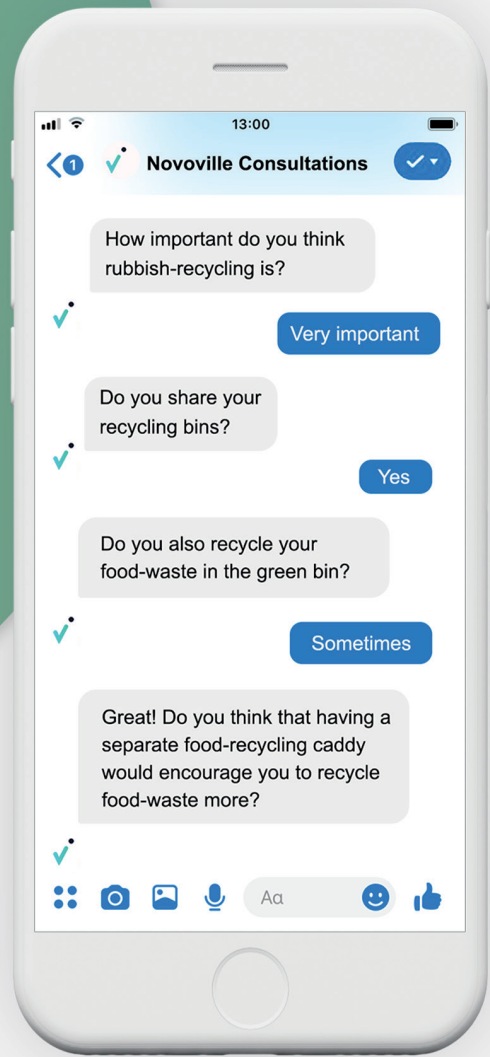 13:00
1
Novoville Consultations
How important do you think
rubbish-recycling is?
Very important
Do you share your
recycling bins?
Yes
Do you also recycle your
food-waste in the green bin?
Sometimes
Great! Do you think that having a
separate food-recycling caddy
would encourage you to recycle
food-waste more?
Aα